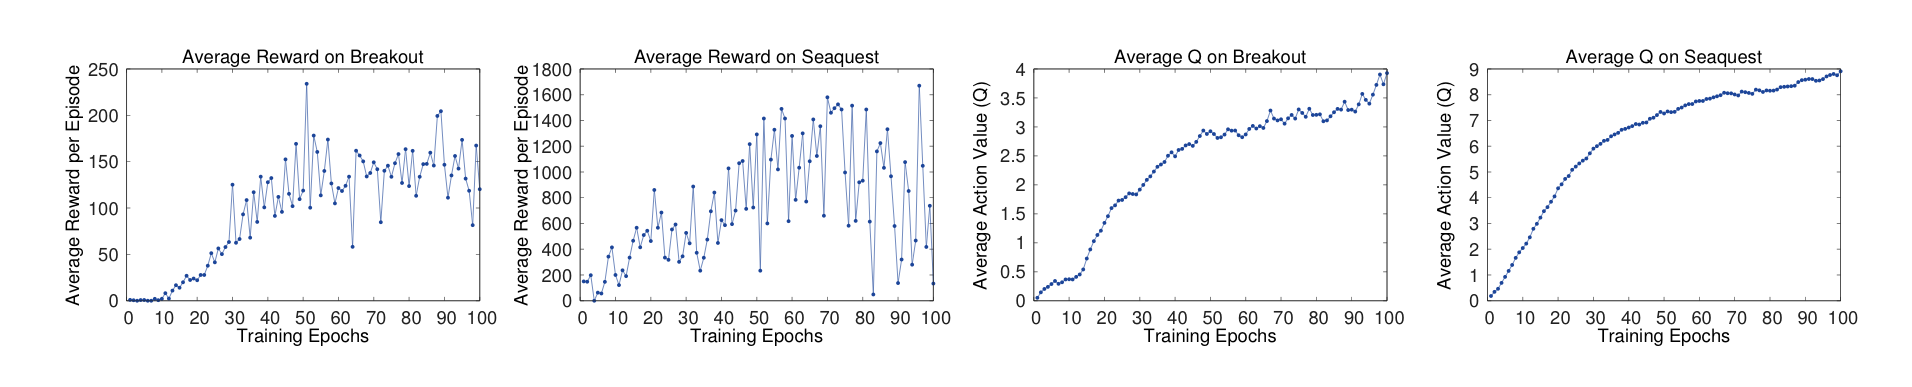 Average Reward on Breakout
Average Reward per Episode
250
200
150
100
50
0
0 10 20 30 40 50 60 70 80 90 100
Training Epochs
Average Reward on Seaquest
Average Reward per Episode
1800
1600
1400
1200
1000
800
600
400
200
0
0 10 20 30 40 50 60 70 80 90 100
Training Epochs
Average Q on Breakout
Average Action Value (Q)
4
3.5
3
2.5
2
1.5
1
0.5
0
0 10 20 30 40 50 60 70 80 90 100
Training Epochs
Average Q on Seaquest
Average Action Value (Q)
9
8
7
6
5
4
3
2
1
0
0 10 20 30 40 50 60 70 80 90 100
Training Epochs